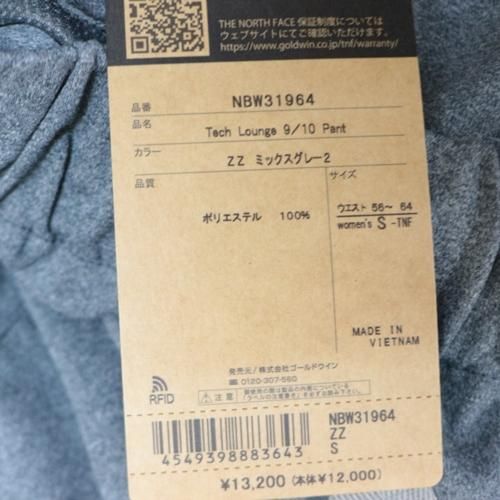 THE NORTH FACE 保証制度については
ウェブサイトにてご確認いただけます。
https://www.goldwin.co.jp/tnf/warranty/
品番 NBW31964
品名 Tech Lounge 9/10 Pant
カラー ZZ ミックスグレー2
品質
ポリエステル 100%
サイズ
ウエスト 56~ 64
women's S -TNF
MADE IN
VIETNAM
発売元/株式会社ゴールドウイン
0120-307-560
RFID
注意
NBW31964
ZZ
S
4549398883643
¥13,200 (本体¥12,000)